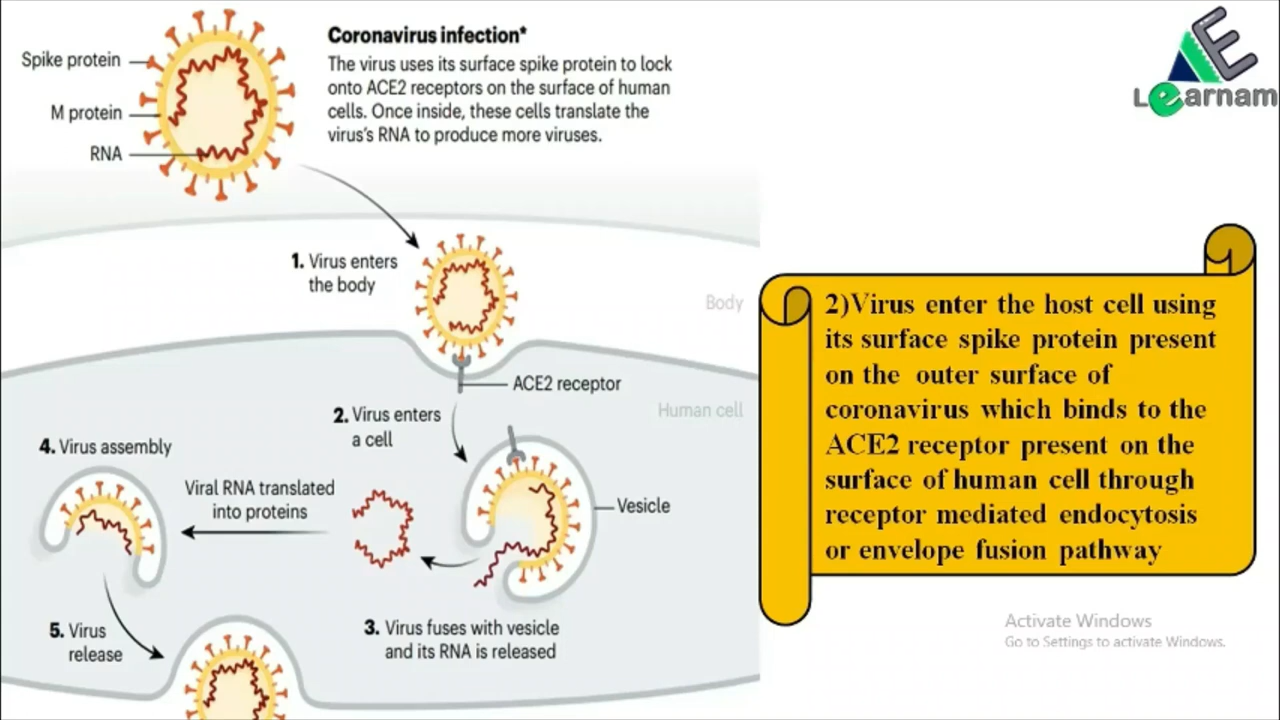 Spike protein
M protein
RNA
Coronavirus infection*
The virus uses its surface spike protein to lock
onto ACE2 receptors on the surface of human
cells. Once inside, these cells translate the
virus's RNA to produce more viruses.
E
Learnam
1. Virus enters
the body
Body
ACE2 receptor
Human cell
2. Virus enters
a cell
4. Virus assembly
Viral RNA translated
into proteins
Vesicle
5. Virus
release
3. Virus fuses with vesicle
and its RNA is released
2)Virus enter the host cell using
its surface spike protein present
on the outer surface of
coronavirus which binds to the
ACE2 receptor present on the
surface of human cell through
receptor mediated endocytosis
or envelope fusion pathway
Activate Windows
Go to Settings to activate Windows.